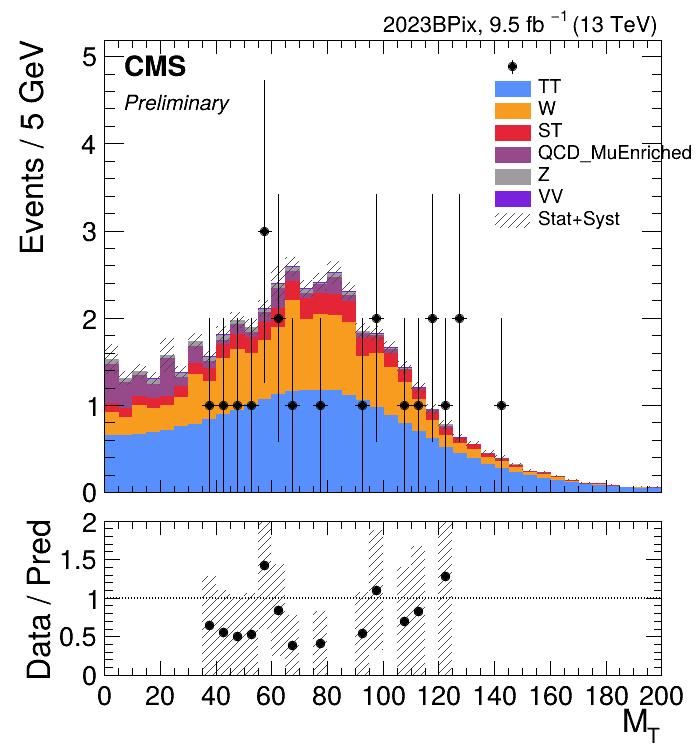 2023BPix, 9.5 fb ⁻¹ (13 TeV)
CMS
Preliminary
TT
W
ST
QCD_MuEnriched
Z
VV
Stat+Syst
Events / 5 GeV
5
4
3
2
1
0
Data / Pred
2
1.5
1
0.5
0
0 20 40 60 80 100 120 140 160 180 200
M_T